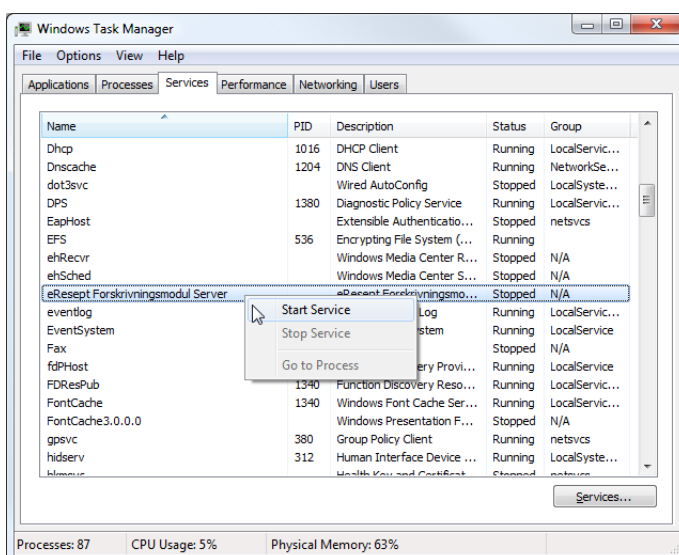 Windows Task Manager
File Options View Help
Applications Processes Services Performance Networking Users
Name PID Description Status Group
Dhcp 1016 DHCP Client Running LocalServic...
Dnscache 1204 DNS Client Running NetworkSe...
dot3svc Wired AutoConfig Stopped LocalSyste...
DPS 1380 Diagnostic Policy Service Running LocalServic...
EapHost Extensible Authenticatio... Stopped netsvcs
EFS 536 Encrypting File System (... Running
ehRecvr Windows Media Center R... Stopped N/A
ehSched Windows Media Center S... Stopped N/A
eResept Forskrivningsmodul Server eResept Forskrivningsmo... Stopped N/A
eventlog Start Service Log Running LocalServic...
EventSystem Stop Service stem Running LocalService
Fax Stopped N/A
fdPHost Go to Process ery Provi... Running LocalService
FDResPub 1340 Function Discovery Reso... Running LocalServic...
FontCache 1340 Windows Font Cache Ser... Running LocalServic...
FontCache3.0.0.0 Windows Presentation F... Stopped N/A
gpsvc 380 Group Policy Client Running netsvcs
hidserv 312 Human Interface Device ... Running LocalSyste...
hkmsvc Health Key and Certificat... Stopped netsvcs
Services...
Processes: 87 CPU Usage: 5% Physical Memory: 63%